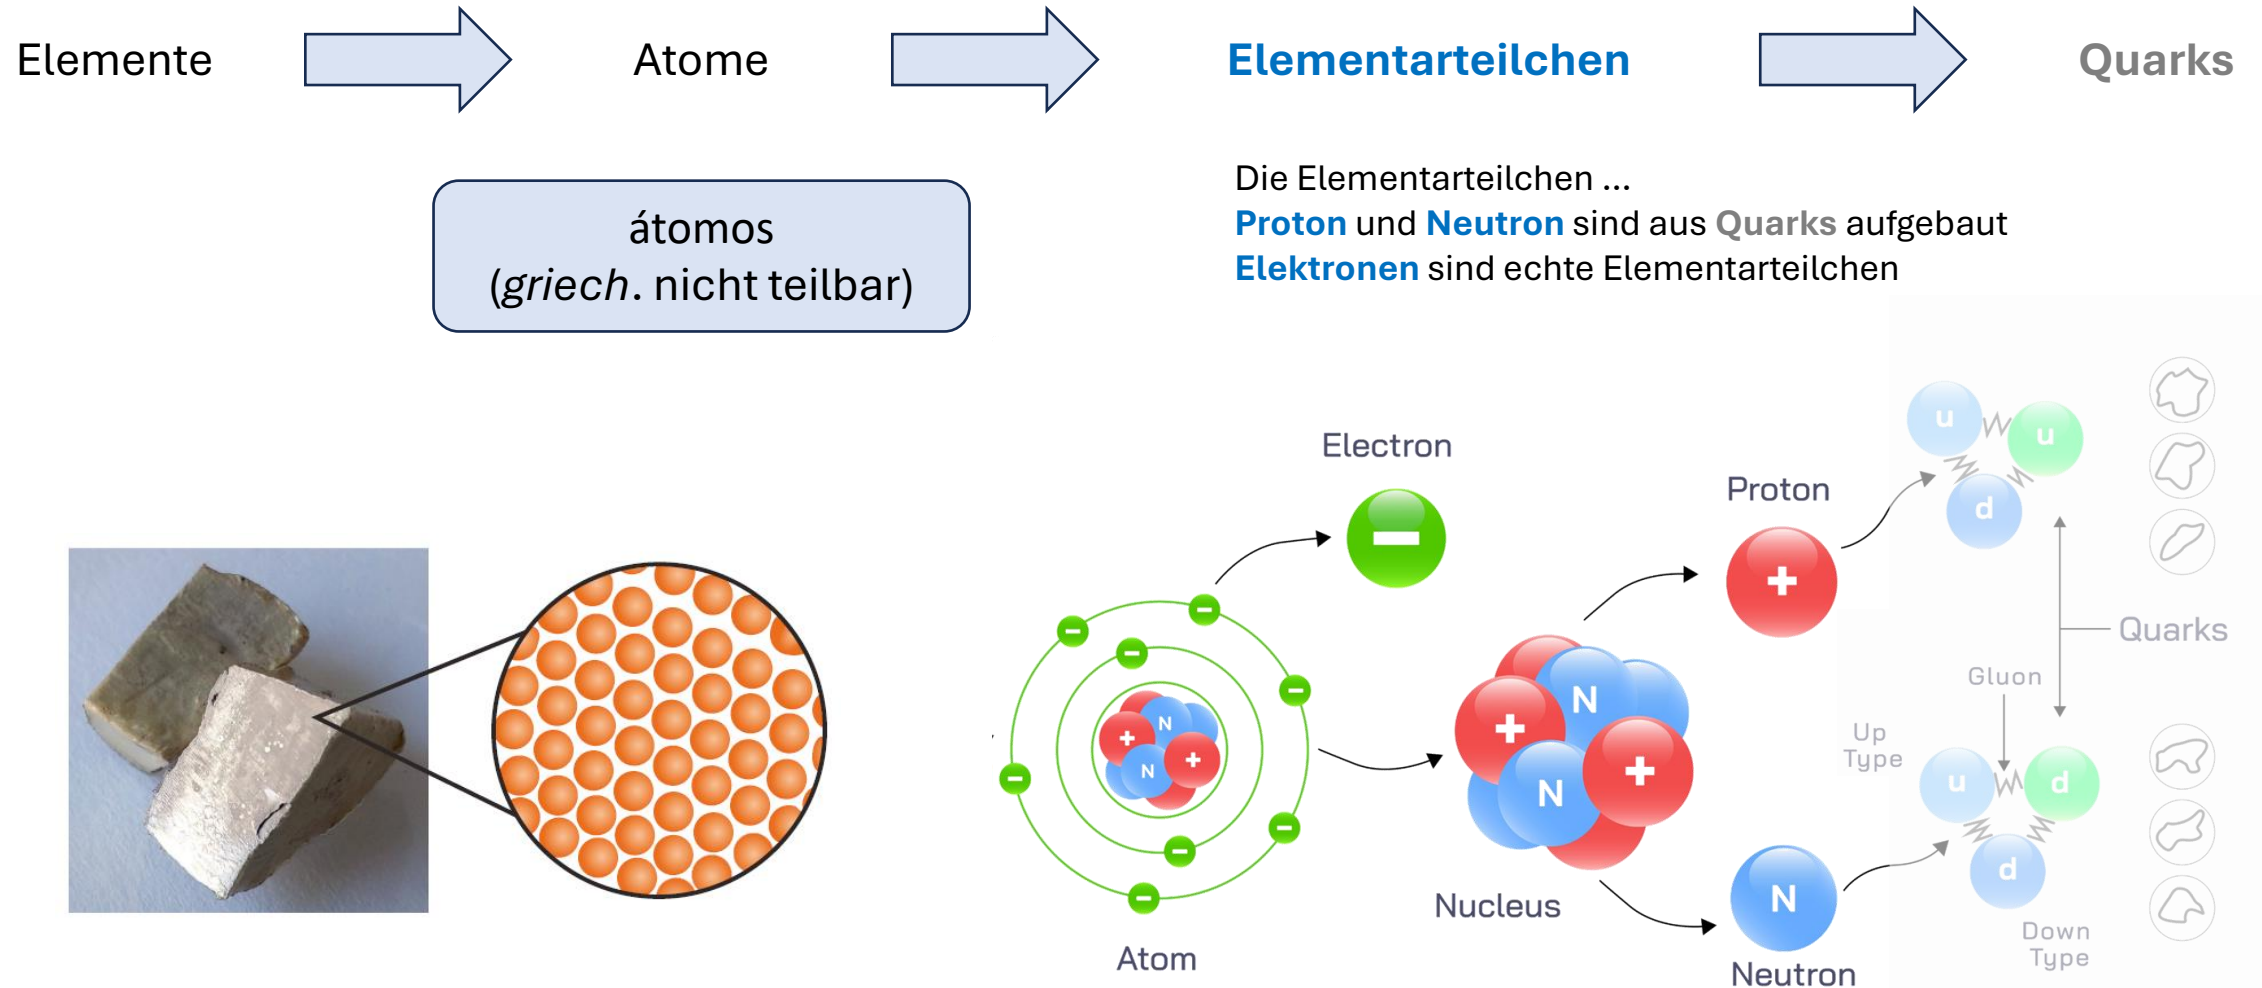 Elemente
Atome
Elementarteilchen
Quarks
átomos
(griech. nicht teilbar)
Die Elementarteilchen ...
Proton und Neutron sind aus Quarks aufgebaut
Elektronen sind echte Elementarteilchen
Electron
−
Proton
+
u
u
d
Quarks
Gluon
Up
Type
u
d
d
Down
Type
−
−
−
−
−
−
−
−
N
+
+
N
Atom
N
+
+
N
Nucleus
N
Neutron